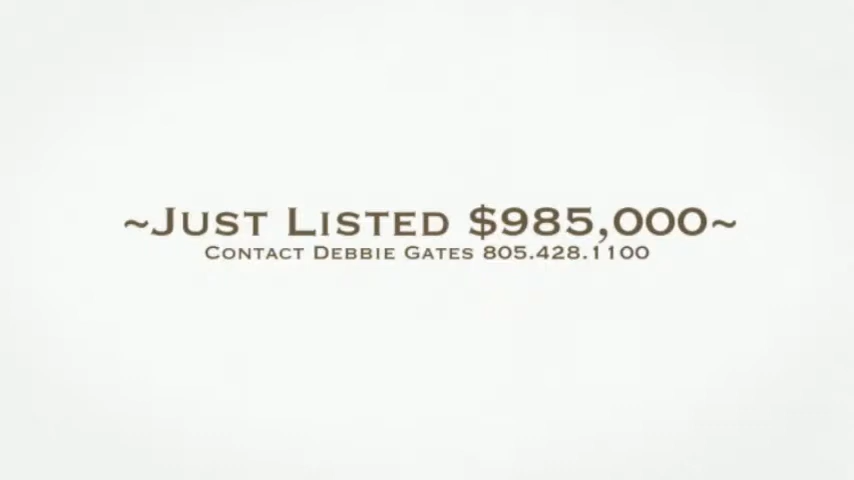 ~Just Listed $985,000~
Contact Debbie Gates 805.428.1100